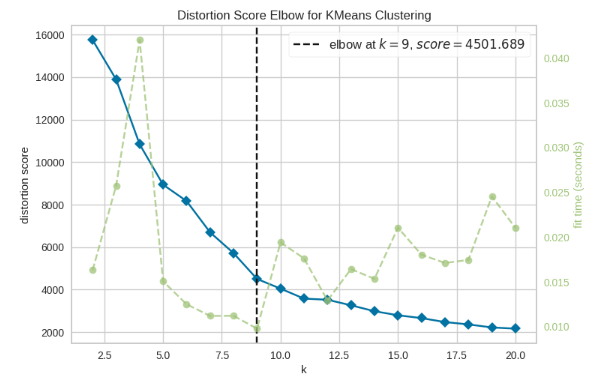 Distortion Score Elbow for KMeans Clustering
elbow at k = 9, score = 4501.689
16000
14000
12000
10000
8000
6000
4000
2000
distortion score
0.040
0.035
0.030
0.025
0.020
0.015
0.010
fit time (seconds)
2.5 5.0 7.5 10.0 12.5 15.0 17.5 20.0
k